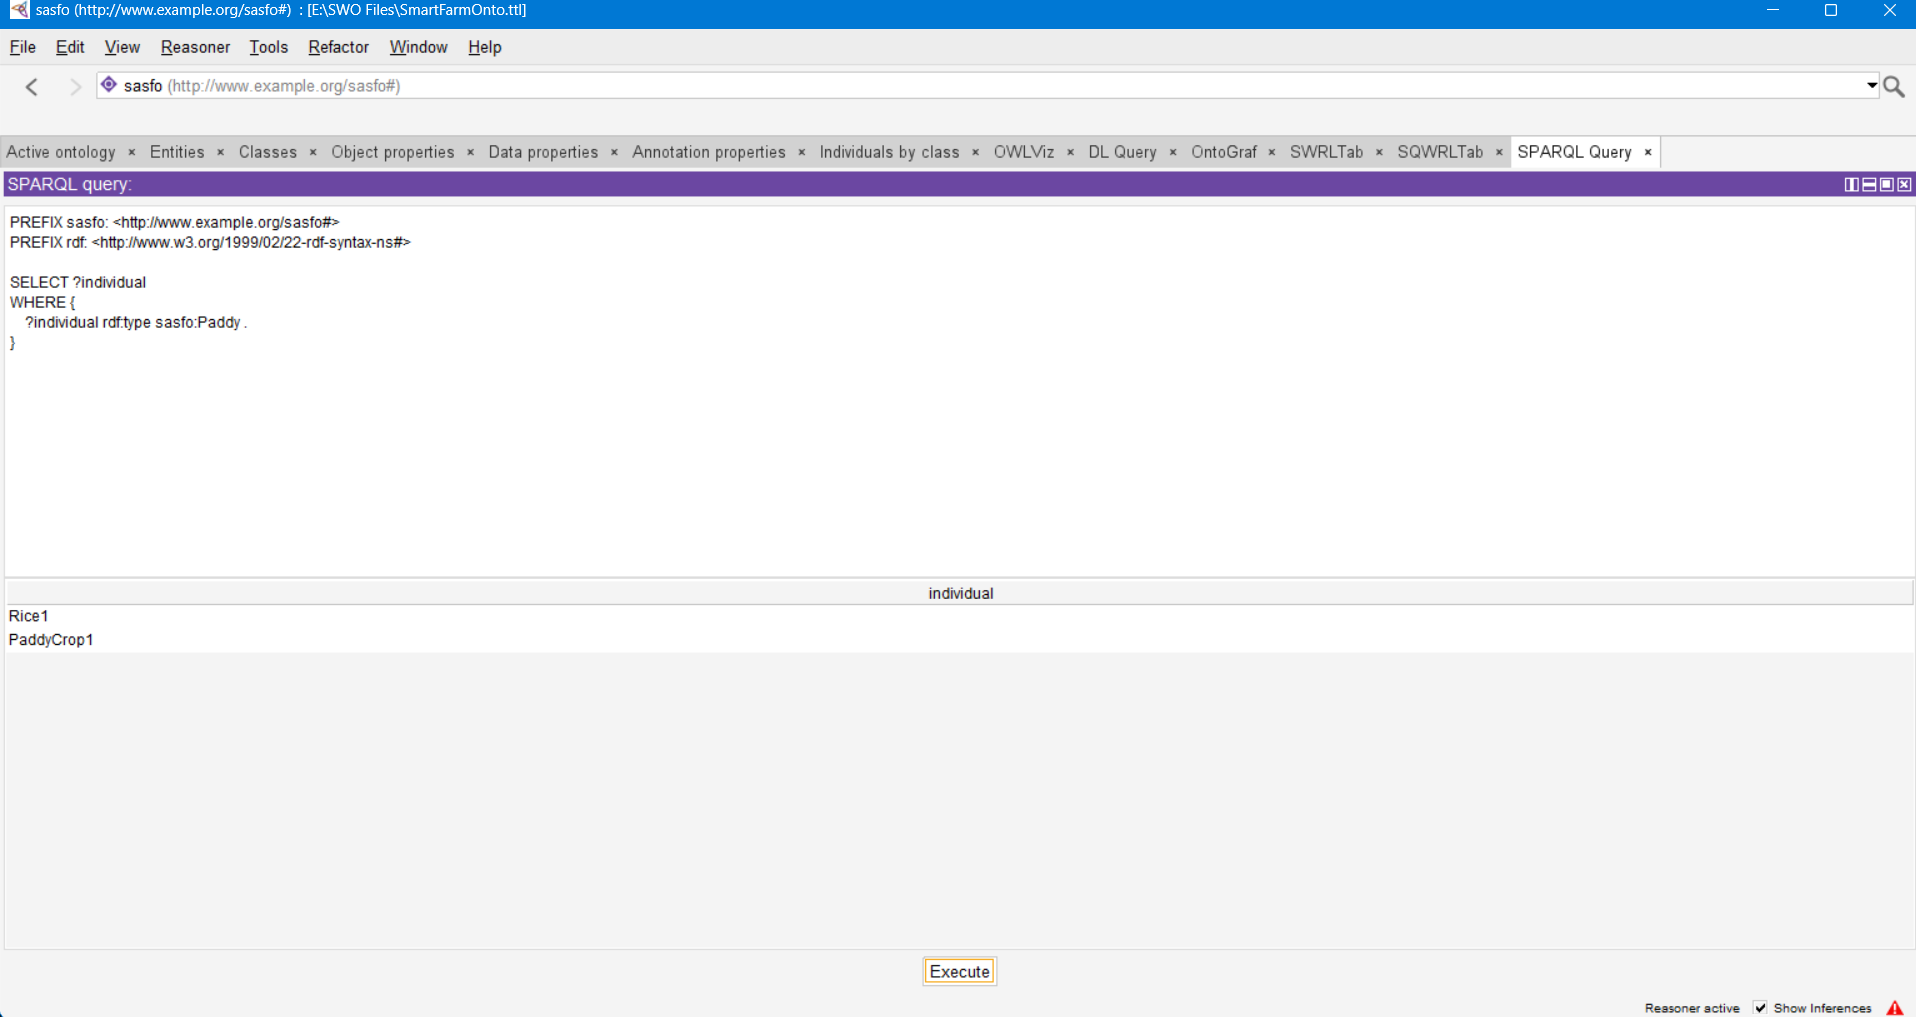 sasfo (http://www.example.org/sasfo#) : [E:\SWO Files\SmartFarmOnto.ttl]
File Edit View Reasoner Tools Refactor Window Help
sasfo (http://www.example.org/sasfo#)
Active ontology × Entities × Classes × Object properties × Data properties × Annotation properties × Individuals by class × OWLViz × DL Query × OntoGraf × SWRLTab × SQWRLTab × SPARQL Query ×
SPARQL query:
PREFIX sasfo: <http://www.example.org/sasfo#>
PREFIX rdf: <http://www.w3.org/1999/02/22-rdf-syntax-ns#>
SELECT ?individual
WHERE {
?individual rdf:type sasfo:Paddy .
}
individual
Rice1
PaddyCrop1
Execute
Reasoner active Show Inferences